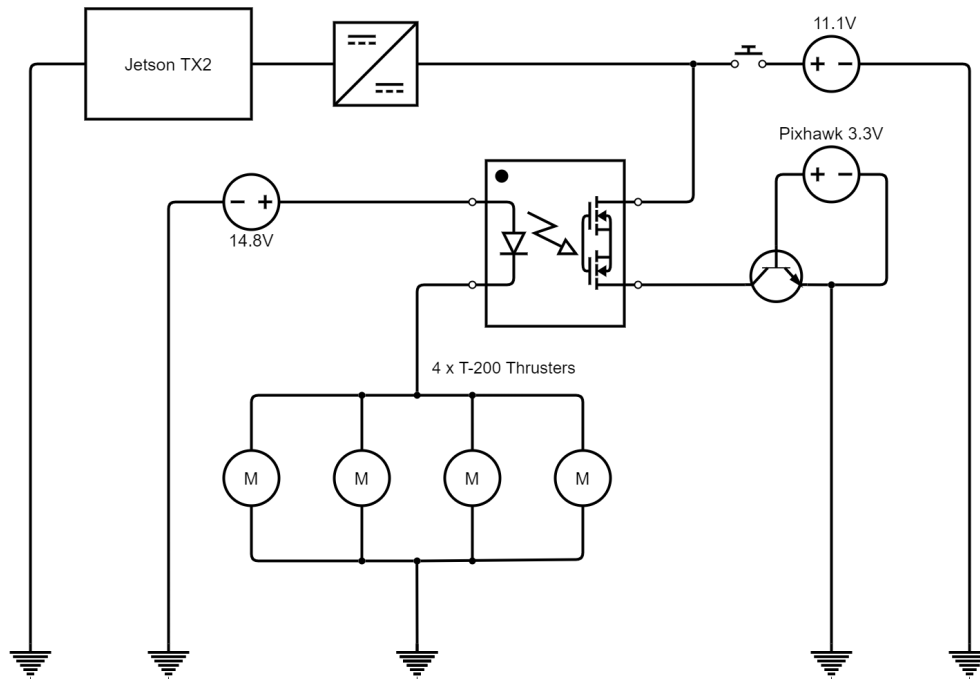 11.1V
Jetson TX2
Pixhawk 3.3V
14.8V
4 x T-200 Thrusters
M
M
M
M